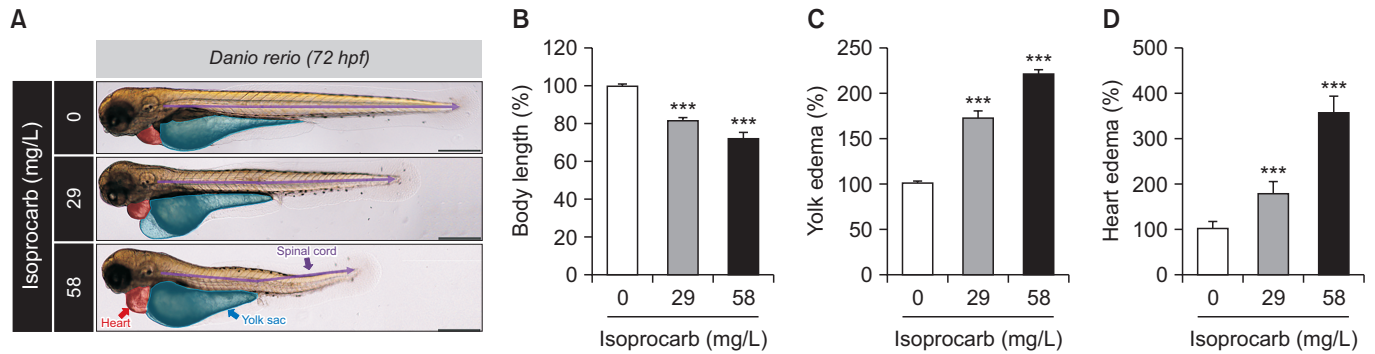 A
Danio rerio (72 hpf)
Isoprocarb (mg/L)
0
29
58
Spinal cord
Heart
Yolk sac
B
Body length (%)
120
100
80
60
40
20
0
***
***
0 29 58
Isoprocarb (mg/L)
C
Yolk edema (%)
250
200
150
100
50
0
***
***
0 29 58
Isoprocarb (mg/L)
D
Heart edema (%)
500
400
300
200
100
0
***
***
0 29 58
Isoprocarb (mg/L)